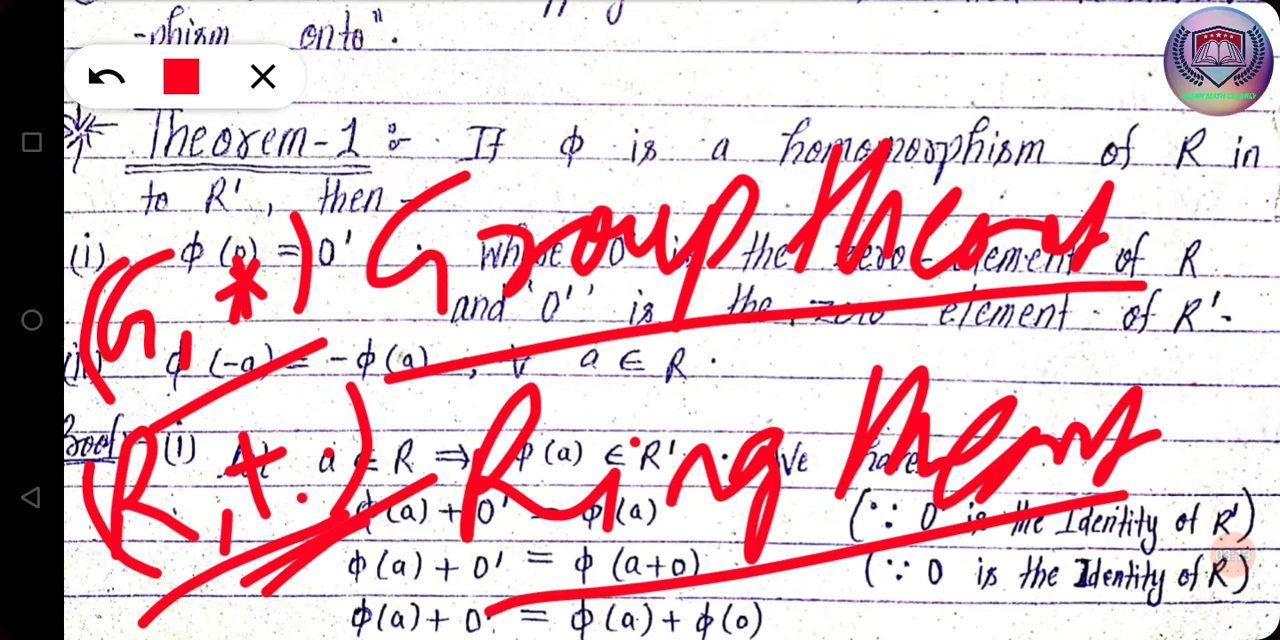 -phism onto".
Theorem-1 :- If ϕ is a homomorphism of R in
to R', then -
(i) ϕ(0) = 0' ; where '0' is the zero-element of R
and '0'' is the zero element of R'.
(ii) ϕ(-a) = -ϕ(a), ∀ a ∈ R.
(G, *) Group Theory
Proof (i) Let a ∈ R ⇒ ϕ(a) ∈ R'. We have
ϕ(a) + 0' = ϕ(a) (∵ 0' is the Identity of R')
(R, +, .) Ring Theory
ϕ(a) + 0' = ϕ(a+0) (∵ 0 is the Identity of R)
ϕ(a) + 0' = ϕ(a) + ϕ(0)